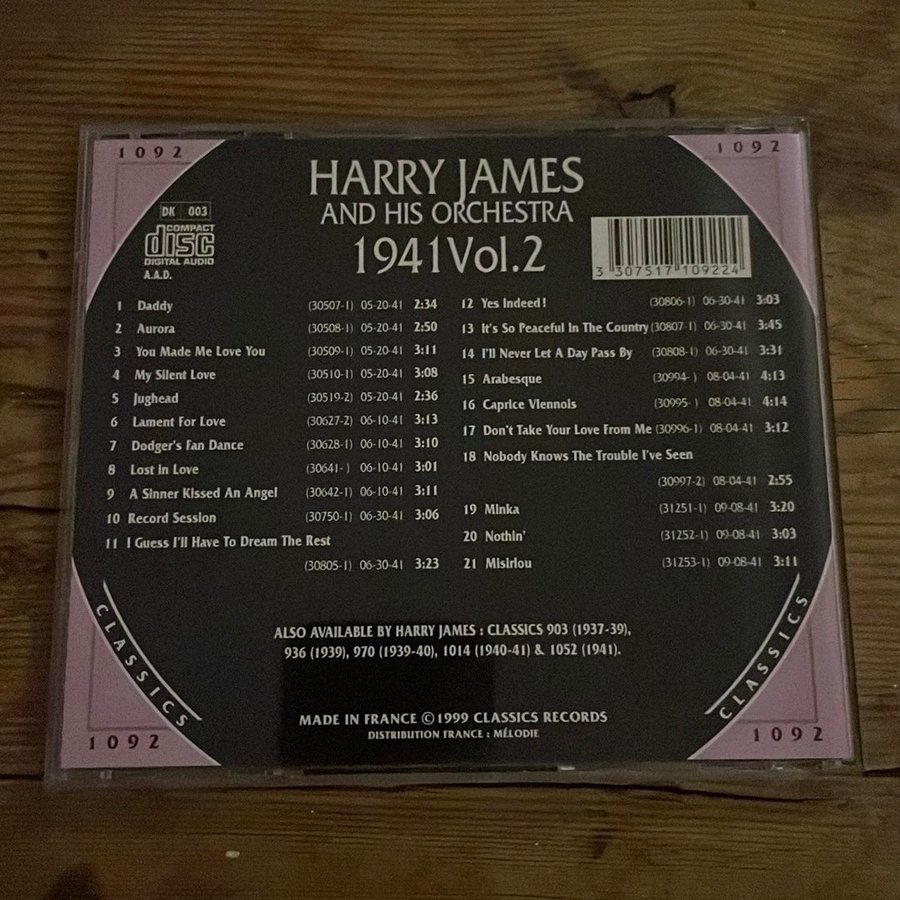 1092
1092
HARRY JAMES
AND HIS ORCHESTRA
1941 Vol.2
DK 003
COMPACT
disc
DIGITAL AUDIO
A.A.D.
3 307517 109224
1 Daddy (30507-1) 05-20-41 2:34
2 Aurora (30508-1) 05-20-41 2:50
3 You Made Me Love You (30509-1) 05-20-41 3:11
4 My Silent Love (30510-1) 05-20-41 3:08
5 Jughead (30519-2) 05-20-41 2:36
6 Lament For Love (30627-2) 06-10-41 3:13
7 Dodger's Fan Dance (30628-1) 06-10-41 3:10
8 Lost In Love (30641- ) 06-10-41 3:01
9 A Sinner Kissed An Angel (30642-1) 06-10-41 3:11
10 Record Session (30750-1) 06-30-41 3:06
11 I Guess I'll Have To Dream The Rest
(30805-1) 06-30-41 3:23
12 Yes Indeed! (30806-1) 06-30-41 3:03
13 It's So Peaceful In The Country (30807-1) 06-30-41 3:45
14 I'll Never Let A Day Pass By (30808-1) 06-30-41 3:31
15 Arabesque (30994- ) 08-04-41 4:13
16 Caprice Viennois (30995- ) 08-04-41 4:14
17 Don't Take Your Love From Me (30996-1) 08-04-41 3:12
18 Nobody Knows The Trouble I've Seen
(30997-2) 08-04-41 2:55
19 Minka (31251-1) 09-08-41 3:20
20 Nothin' (31252-1) 09-08-41 3:03
21 Misirlou (31253-1) 09-08-41 3:11
ALSO AVAILABLE BY HARRY JAMES : CLASSICS 903 (1937-39),
936 (1939), 970 (1939-40), 1014 (1940-41) & 1052 (1941).
MADE IN FRANCE ©1999 CLASSICS RECORDS
DISTRIBUTION FRANCE : MÉLODIE
CLASSICS
CLASSICS
1092
1092